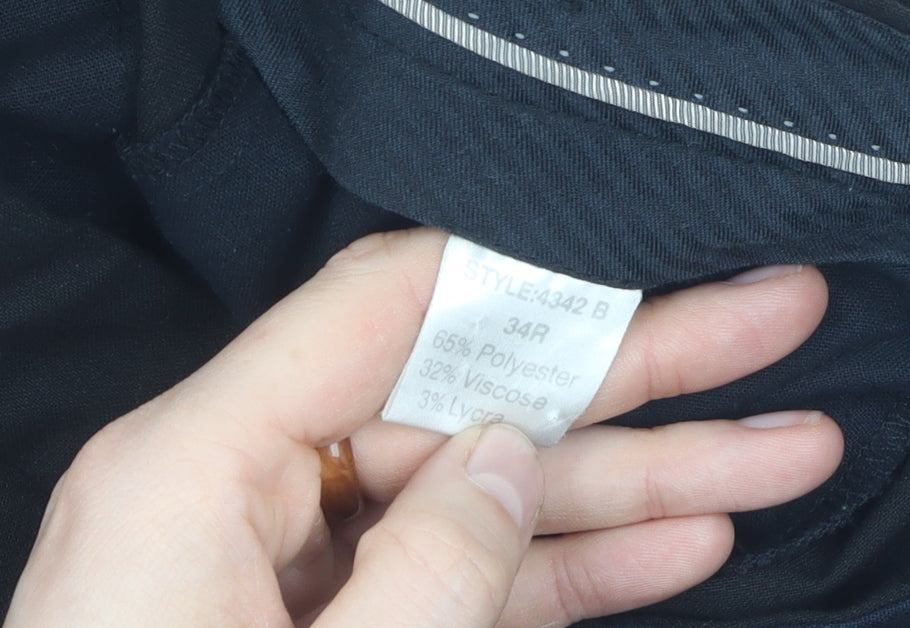 STYLE:4342 B
34R
65% Polyester
32% Viscose
3% Lycra